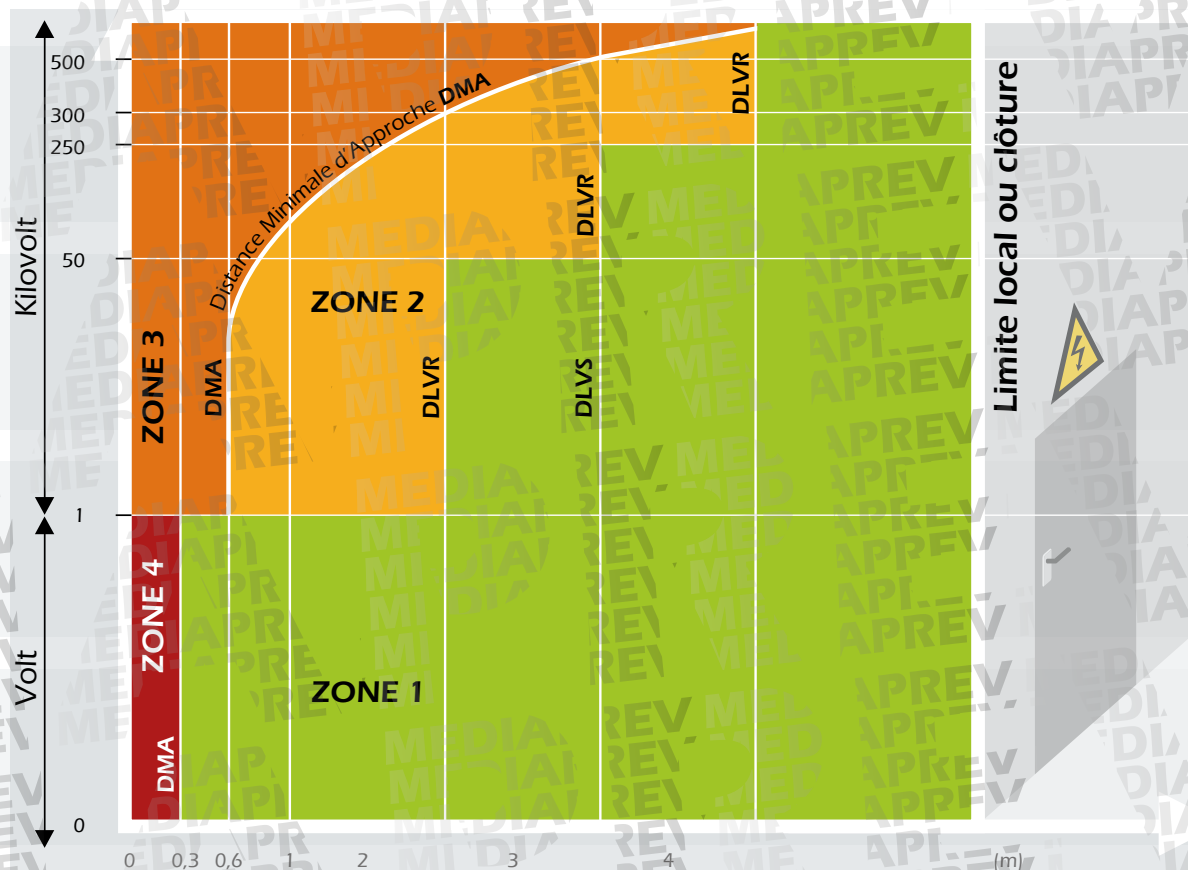 500
300
250
50
1
0
Kilovolt
Volt
Distance Minimale d'Approche DMA
DLVR
DLVR
ZONE 2
ZONE 3
DMA
DLVR
DLVS
ZONE 4
DMA
ZONE 1
Limite local ou clôture
0 0,3 0,6 1 2 3 4 (m)